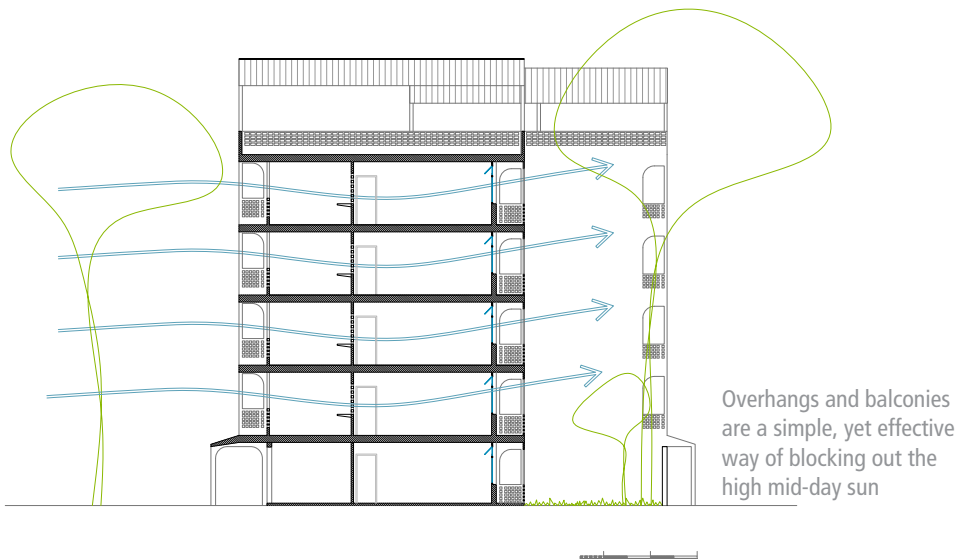 Overhangs and balconies
are a simple, yet effective
way of blocking out the
high mid-day sun